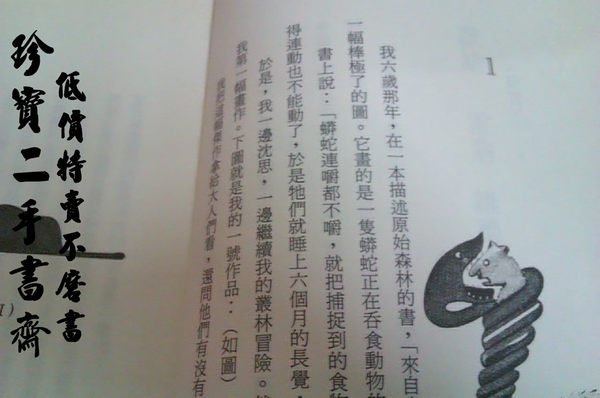 1
我六歲那年,在一本描述原始森林的書,「來自
一幅棒極了的圖。它畫的是一隻蟒蛇正在吞食動物的
書上說:「蟒蛇連嚼都不嚼,就把捕捉到的食物
得連動也不能動了,於是牠們就睡上六個月的長覺,
於是,我一邊沈思,一邊繼續我的叢林冒險。
我第一幅畫作。下圖就是我的一號作品:(如圖)
我把這幅傑作拿給大人們看,還問他們有沒有
低價特賣不磨書
珍寶二手書齋